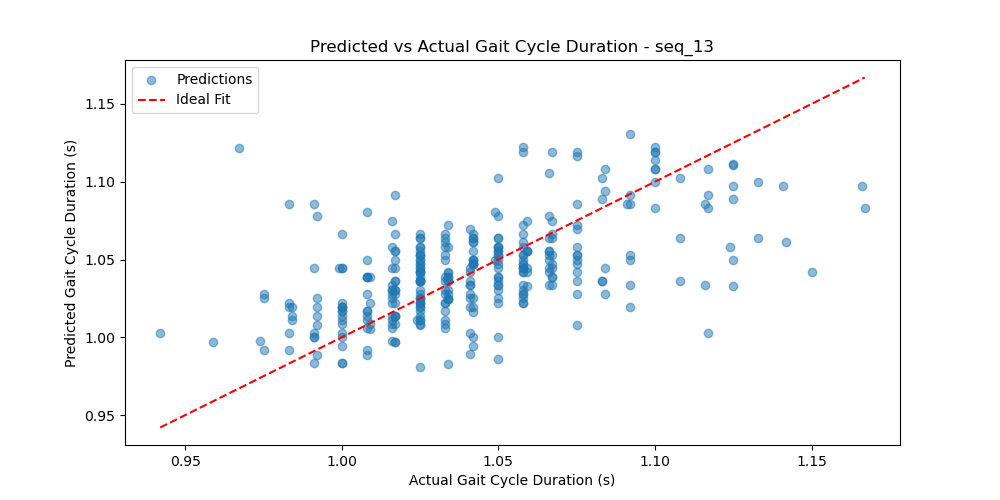 Predicted vs Actual Gait Cycle Duration - seq_13
Predictions
Ideal Fit
Predicted Gait Cycle Duration (s)
1.15
1.10
1.05
1.00
0.95
0.95 1.00 1.05 1.10 1.15
Actual Gait Cycle Duration (s)